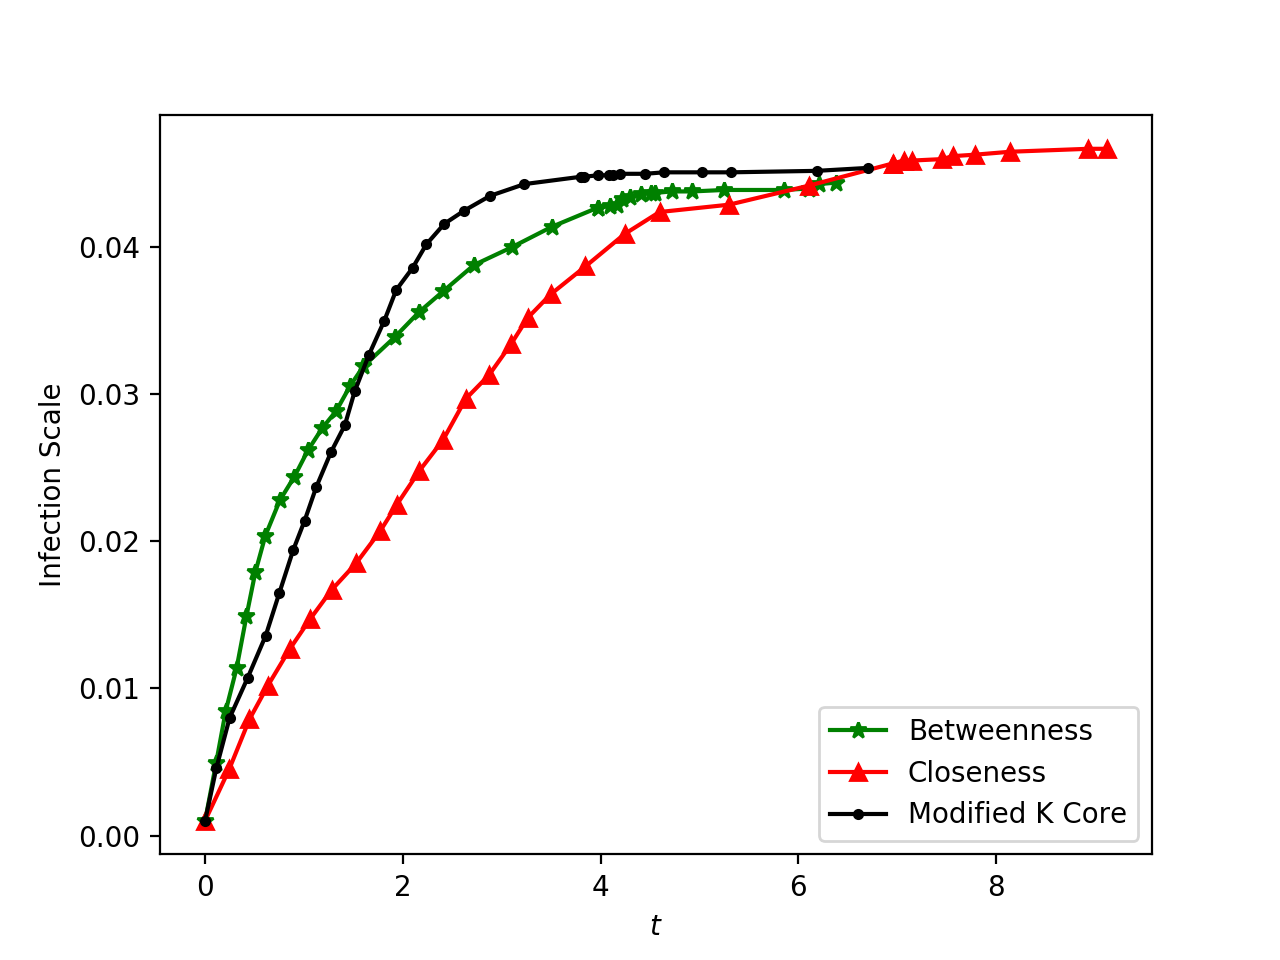 Infection Scale
0.04
0.03
0.02
0.01
0.00
0 2 4 6 8
t
Betweenness
Closeness
Modified K Core